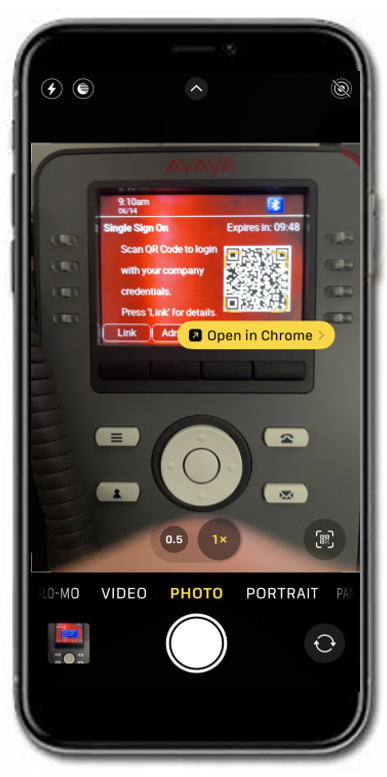 AVAYA
9:10am
06/14
Single Sign On Expires in: 09:48
Scan QR Code to login
with your company
credentials.
Press 'Link' for details.
Link
Open in Chrome
0.5 1×
VIDEO PHOTO PORTRAIT